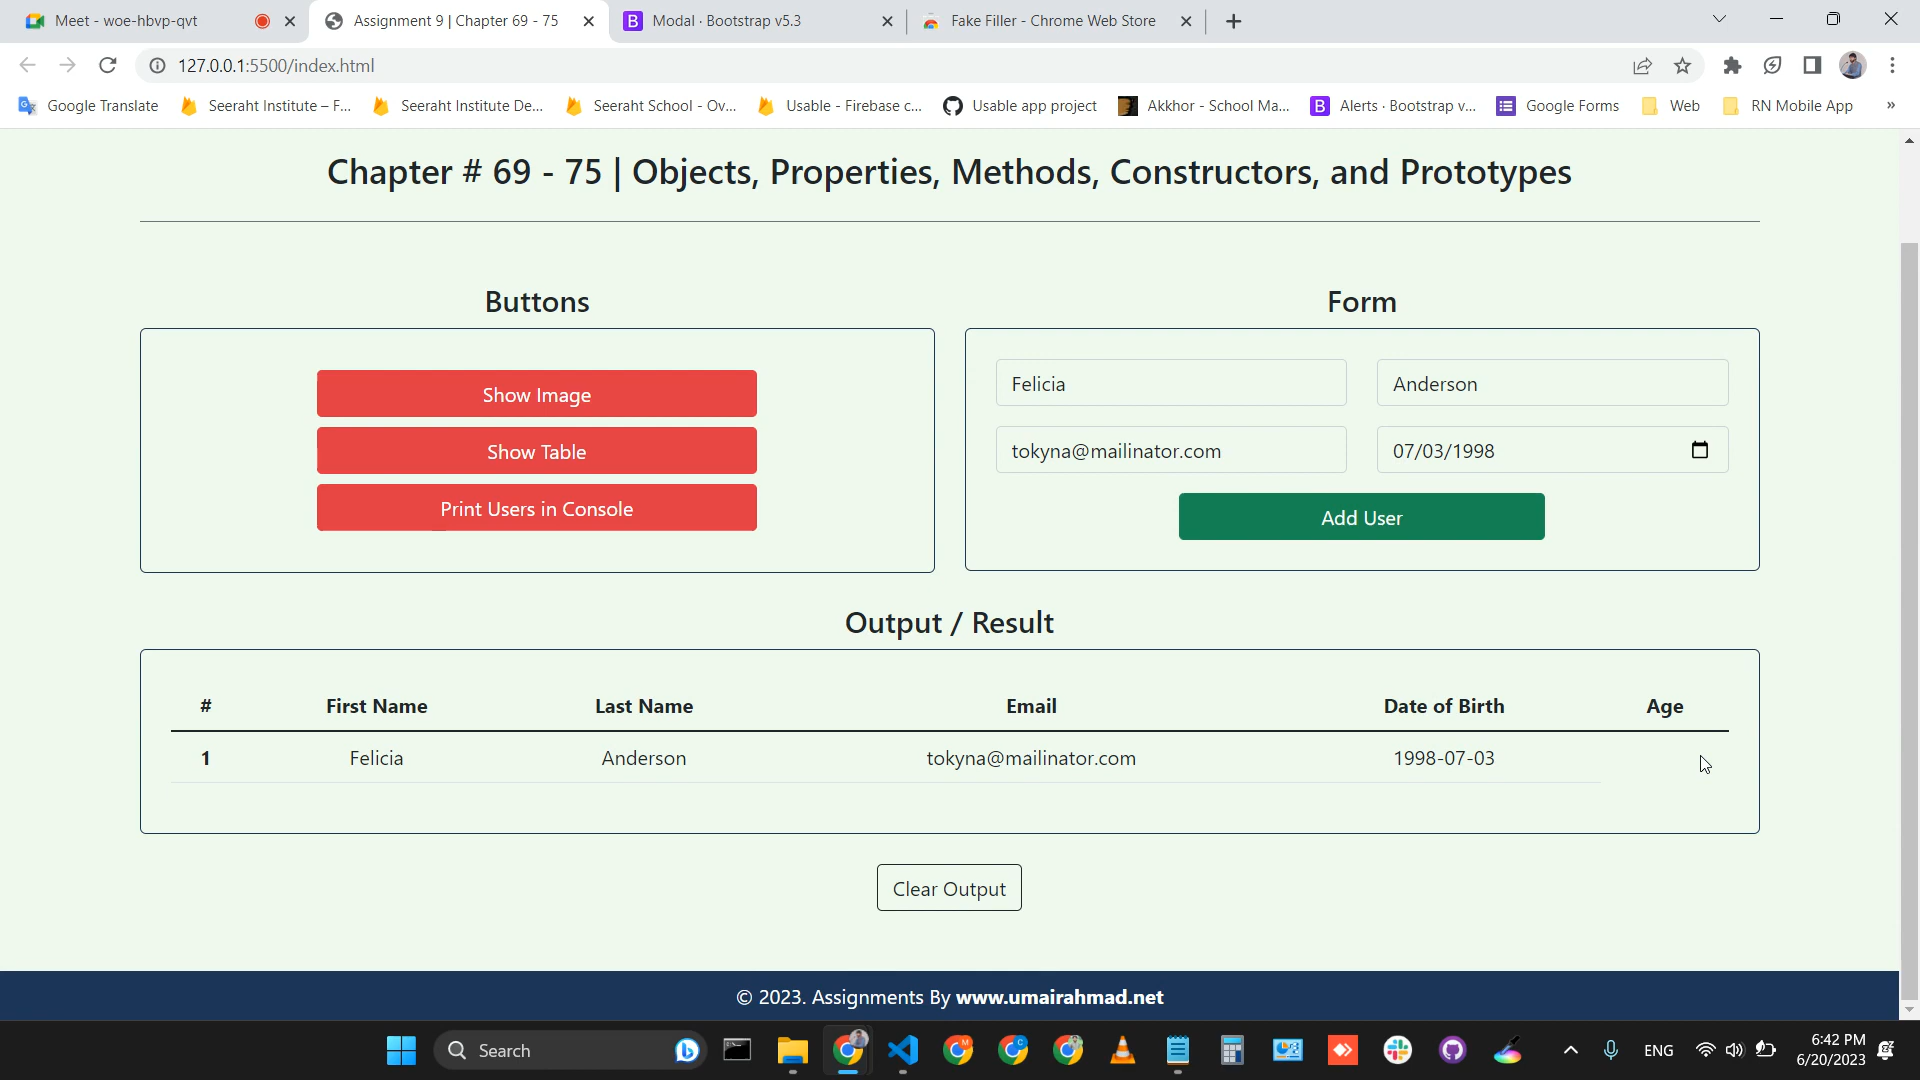 Meet - woe-hbvp-qvt
Assignment 9 | Chapter 69 - 75
Modal · Bootstrap v5.3
Fake Filler - Chrome Web Store
127.0.0.1:5500/index.html
Google Translate
Seeraht Institute – F...
Seeraht Institute De...
Seeraht School - Ov...
Usable - Firebase c...
Usable app project
Akkhor - School Ma...
Alerts · Bootstrap v...
Google Forms
Web
RN Mobile App
»
Chapter # 69 - 75 | Objects, Properties, Methods, Constructors, and Prototypes
Buttons
Show Image
Show Table
Print Users in Console
Form
Felicia
Anderson
tokyna@mailinator.com
07/03/1998
Add User
Output / Result
# First Name Last Name Email Date of Birth Age
1 Felicia Anderson tokyna@mailinator.com 1998-07-03
Clear Output
© 2023. Assignments By www.umairahmad.net
Search
ENG
6:42 PM
6/20/2023